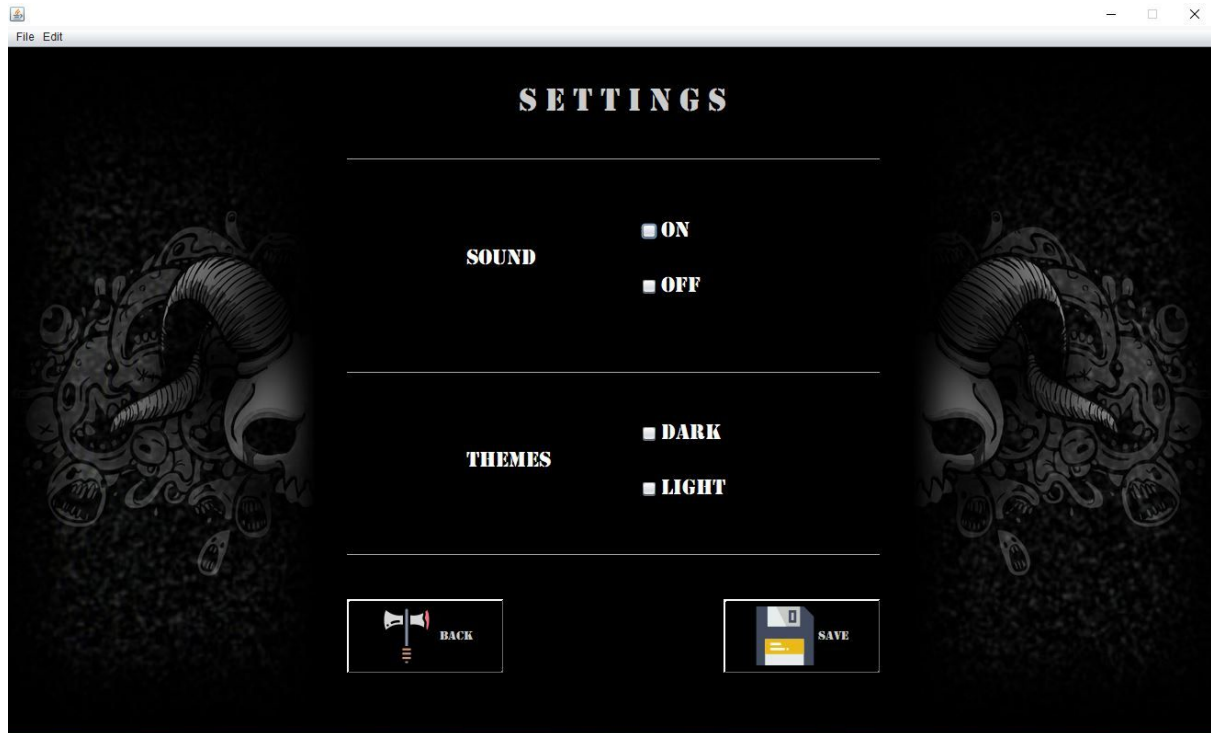 File Edit
SETTINGS
SOUND
ON
OFF
THEMES
DARK
LIGHT
BACK
SAVE